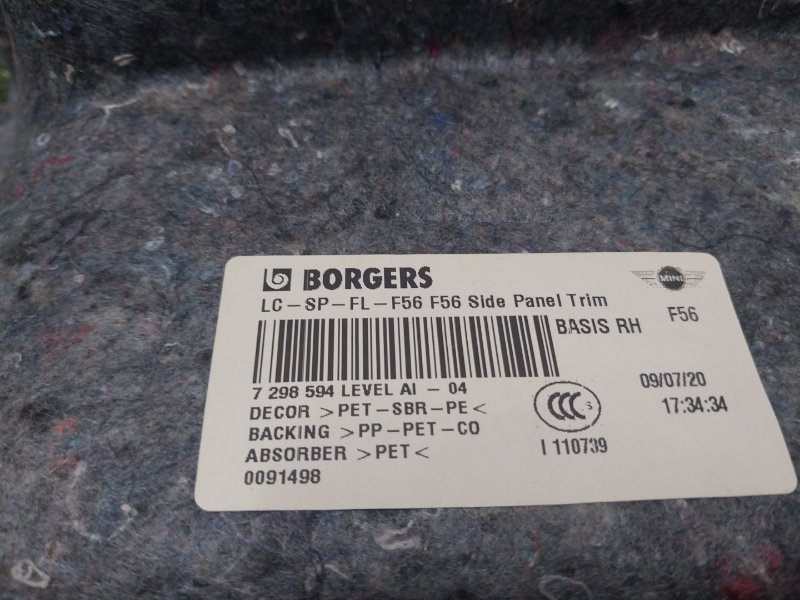 BORGERS
MINI
LC-SP-FL-F56 F56 Side Panel Trim
BASIS RH
F56
7 298 594 LEVEL AI - 04
09/07/20
DECOR >PET-SBR-PE<
CCC S
17:34:34
BACKING >PP-PET-CO
I 110739
ABSORBER >PET<
0091498